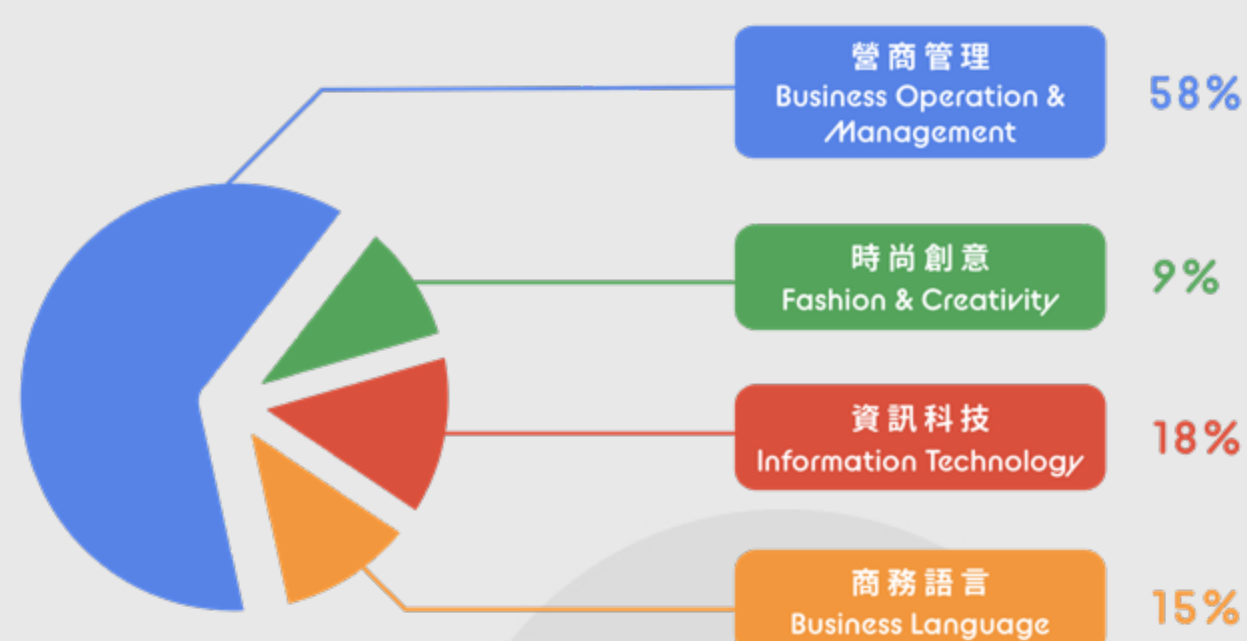 營商管理
Business Operation &
Management
58%
時尚創意
Fashion & Creativity
9%
資訊科技
Information Technology
18%
商務語言
Business Language
15%